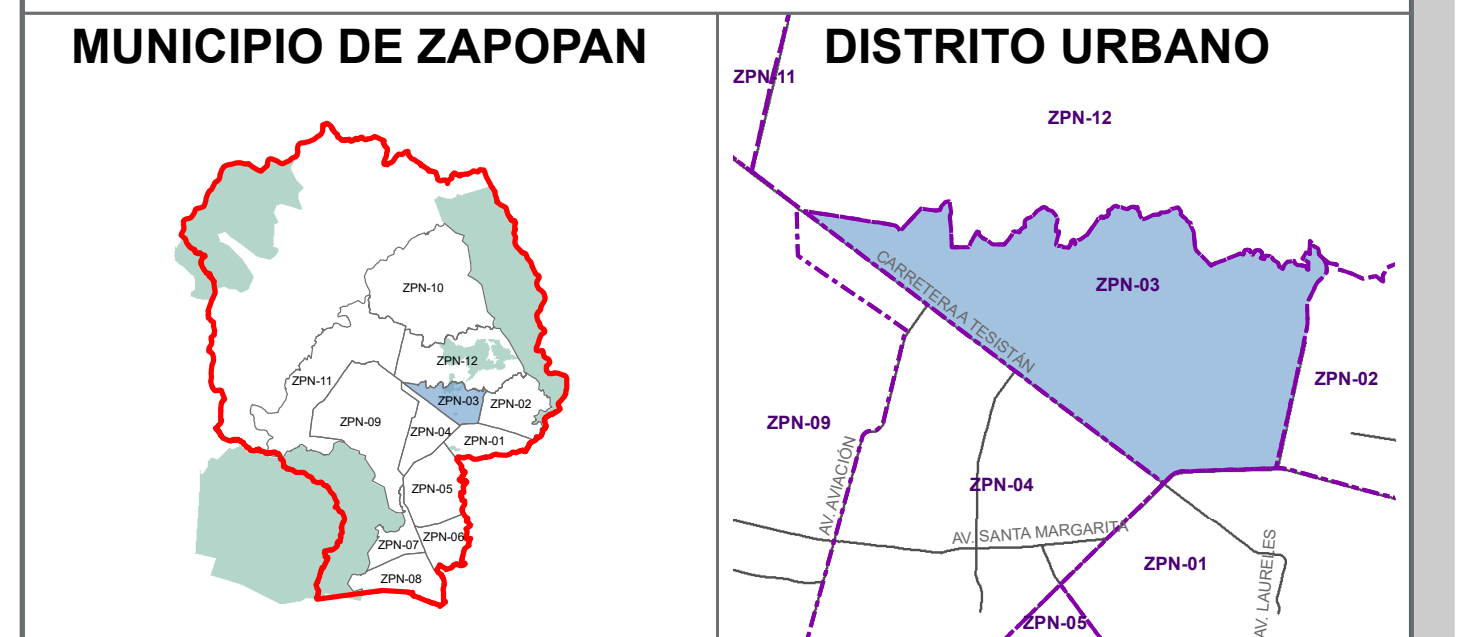 MUNICIPIO DE ZAPOPAN
ZPN-10
ZPN-12
ZPN-11
ZPN-03
ZPN-02
ZPN-09
ZPN-04
ZPN-01
ZPN-05
ZPN-06
ZPN-07
ZPN-08
DISTRITO URBANO
ZPN-11
ZPN-12
CARRETERA A TESISTÁN
ZPN-03
ZPN-02
ZPN-09
AV. AVIACIÓN
ZPN-04
AV. SANTA MARGARITA
ZPN-01
AV. LAURELES
ZPN-05